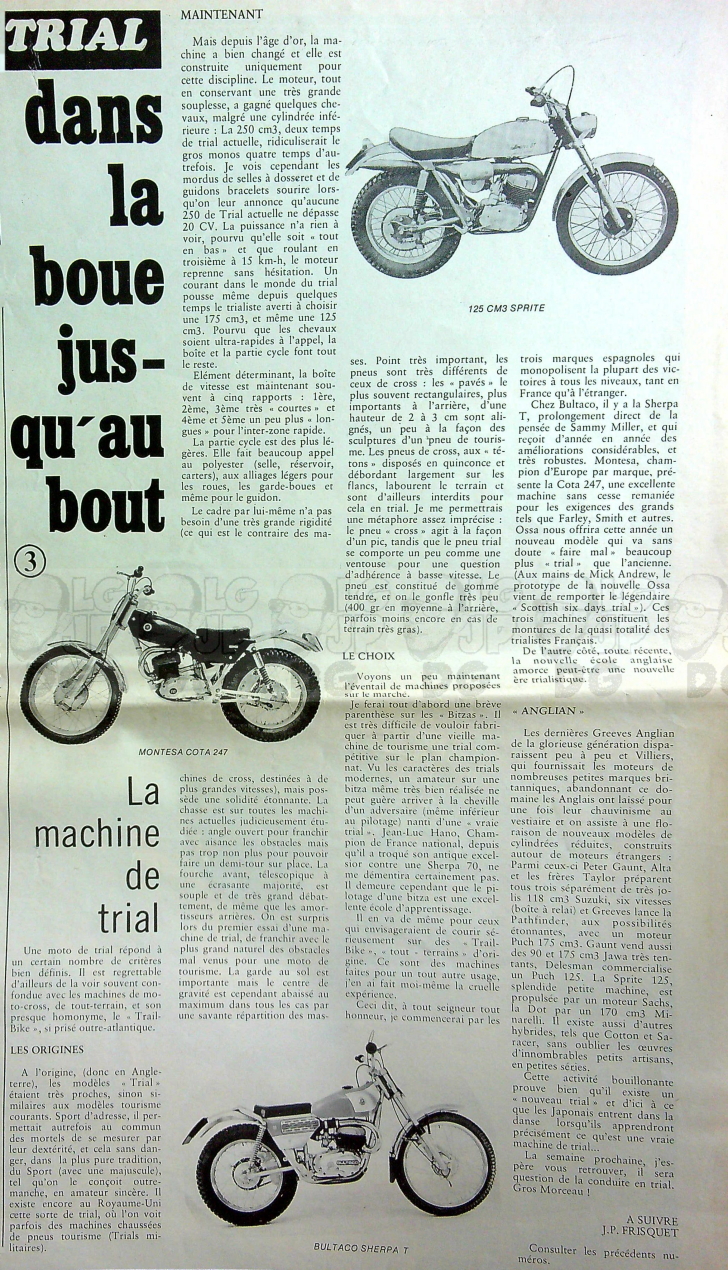 TRIAL
dans
la
boue
jus-
qu'au
bout
3
MONTESA COTA 247
La
machine
de
trial
Une moto de trial répond à
un certain nombre de critères
bien définis. Il est regrettable
d'ailleurs de la voir souvent con-
fondue avec les machines de mo-
to-cross, de tout-terrain, et son
presque homonyme, le « Trail-
Bike », si prisé outre-atlantique.
LES ORIGINES
A l'origine, (donc en Angle-
terre), les modèles « Trial »
étaient très proches, sinon si-
milaires aux modèles tourisme
courants. Sport d'adresse, il per-
mettait autrefois au commun
des mortels de se mesurer par
leur dextérité, et cela sans dan-
ger, dans la plus pure tradition,
du Sport (avec une majuscule),
tel qu'on le conçoit outre-
manche, en amateur sincère. Il
existe encore au Royaume-Uni
cette sorte de trial, où l'on voit
parfois des machines chaussées
de pneus tourisme (Trials mi-
litaires).
MAINTENANT
Mais depuis l'âge d'or, la ma-
chine a bien changé et elle est
construite uniquement pour
cette discipline. Le moteur, tout
en conservant une très grande
souplesse, a gagné quelques che-
vaux, malgré une cylindrée infé-
rieure : La 250 cm3, deux temps
de trial actuelle, ridiculiserait le
gros monos quatre temps d'au-
trefois. Je vois cependant les
mordus de selles à dosseret et de
guidons bracelets sourire lors-
qu'on leur annonce qu'aucune
250 de Trial actuelle ne dépasse
20 CV. La puissance n'a rien à
voir, pourvu qu'elle soit « tout
en bas » et que roulant en
troisième à 15 km-h, le moteur
reprenne sans hésitation. Un
courant dans le monde du trial
pousse même depuis quelques
temps le trialiste averti à choisir
une 175 cm3, et même une 125
cm3. Pourvu que les chevaux
soient ultra-rapides à l'appel, la
boîte et la partie cycle font tout
le reste.
Elément déterminant, la boîte
de vitesse est maintenant sou-
vent à cinq rapports : 1ère,
2ème, 3ème très « courtes » et
4ème et 5ème un peu plus « lon-
gues » pour l'inter-zone rapide.
La partie cycle est des plus lé-
gères. Elle fait beaucoup appel
au polyester (selle, réservoir,
carters), aux alliages légers pour
les roues, les garde-boues et
même pour le guidon.
Le cadre par lui-même n'a pas
besoin d'une très grande rigidité
(ce qui est le contraire des ma-
chines de cross, destinées à de
plus grandes vitesses), mais pos-
sède une solidité étonnante. La
chasse est sur toutes les machi-
nes actuelles judicieusement étu-
diée : angle ouvert pour franchir
avec aisance les obstacles mais
pas trop non plus pour pouvoir
faire un demi-tour sur place. La
fourche avant, télescopique à
une écrasante majorité, est
souple et de très grand débat-
tement, de même que les amor-
tisseurs arrières. On est surpris
lors du premier essai d'une ma-
chine de trial, de franchir avec le
plus grand naturel des obstacles
mal venus pour une moto de
tourisme. La garde au sol est
importante mais le centre de
gravité est cependant abaissé au
maximum dans tous les cas par
une savante répartition des mas-
125 CM3 SPRITE
ses. Point très important, les
pneus sont très différents de
ceux de cross : les « pavés » le
plus souvent rectangulaires, plus
importants à l'arrière, d'une
hauteur de 2 à 3 cm sont ali-
gnés, un peu à la façon des
sculptures d'un pneu de touris-
me. Les pneus de cross, aux « té-
tons » disposés en quinconce et
débordant largement sur les
flancs, labourent le terrain et
sont d'ailleurs interdits pour
cela en trial. Je me permettrais
une métaphore assez imprécise :
le pneu « cross » agit à la façon
d'un pic, tandis que le pneu trial
se comporte un peu comme une
ventouse pour une question
d'adhérence à basse vitesse. Le
pneu est constitué de gomme
tendre, et on le gonfle très peu
(400 gr en moyenne à l'arrière,
parfois moins encore en cas de
terrain très gras).
LE CHOIX
Voyons un peu maintenant
l'éventail de machines proposées
sur le marché.
Je ferai tout d'abord une brève
parenthèse sur les « Bitzas ». Il
est très difficile de vouloir fabri-
quer à partir d'une vieille ma-
chine de tourisme une trial com-
pétitive sur le plan champion-
nat. Vu les caractères des trials
modernes, un amateur sur une
bitza même très bien réalisée ne
peut guère arriver à la cheville
d'un adversaire (même inférieur
au pilotage) nanti d'une « vraie
trial ». Jean-Luc Hano, Cham-
pion de France national, depuis
qu'il a troqué son antique excel-
sior contre une Sherpa 70, ne
me démentira certainement pas.
Il demeure cependant que le pi-
lotage d'un bitza est une excel-
lente école d'apprentissage.
Il en va de même pour ceux
qui envisageraient de courir sé-
rieusement sur des « Trail-
Bike », « tout - terrains » d'ori-
gine. Ce sont des machines
faites pour un tout autre usage,
j'en ai fait moi-même la cruelle
expérience.
Ceci dit, à tout seigneur tout
honneur, je commencerai par les
trois marques espagnoles qui
monopolisent la plupart des vic-
toires à tous les niveaux, tant en
France qu'à l'étranger.
Chez Bultaco, il y a la Sherpa
T, prolongement direct de la
pensée de Sammy Miller, et qui
reçoit d'année en année des
améliorations considérables, et
très robustes. Montesa, cham-
pion d'Europe par marque, pré-
sente la Cota 247, une excellente
machine sans cesse remaniée
pour les exigences des grands
tels que Farley, Smith et autres.
Ossa nous offrira cette année un
nouveau modèle qui va sans
doute « faire mal » beaucoup
plus « trial » que l'ancienne.
(Aux mains de Mick Andrew, le
prototype de la nouvelle Ossa
vient de remporter le légendaire
« Scottish six days trial »). Ces
trois machines constituent les
montures de la quasi totalité des
trialistes Français.
De l'autre côté, toute récente,
la nouvelle école anglaise
amorce peut-être une nouvelle
ère trialistique.
« ANGLIAN »
Les dernières Greeves Anglian
de la glorieuse génération dispa-
raissent peu à peu et Villiers,
qui fournissait les moteurs de
nombreuses petites marques bri-
tanniques, abandonnant ce do-
maine les Anglais ont laissé pour
une fois leur chauvinisme au
vestiaire et on assiste à une flo-
raison de nouveaux modèles de
cylindrées réduites, construits
autour de moteurs étrangers :
Parmi ceux-ci Peter Gaunt, Alta
et les frères Taylor préparent
tous trois séparément de très jo-
lis 118 cm3 Suzuki, six vitesses
(boite à relai) et Greeves lance la
Pathfinder, aux possibilités
étonnantes, avec un moteur
Puch 175 cm3. Gaunt vend aussi
des 90 et 175 cm3 Jawa très ten-
tants, Delesman commercialise
un Puch 125. La Sprite 125,
splendide petite machine, est
propulsée par un moteur Sachs,
la Dot par un 170 cm3 Mi-
narelli. Il existe aussi d'autres
hybrides, tels que Cotton et Sa-
racer, sans oublier les œuvres
d'innombrables petits artisans,
en petites séries.
Cette activité bouillonante
prouve bien qu'il existe un
« nouveau trial » et d'ici à ce
que les Japonais entrent dans la
danse lorsqu'ils apprendront
précisément ce qu'est une vraie
machine de trial...
La semaine prochaine, j'es-
père vous retrouver, il sera
question de la conduite en trial.
Gros Morceau !
A SUIVRE
J.P. FRISQUET
Consulter les précédents nu-
méros.
BULTACO SHERPA T